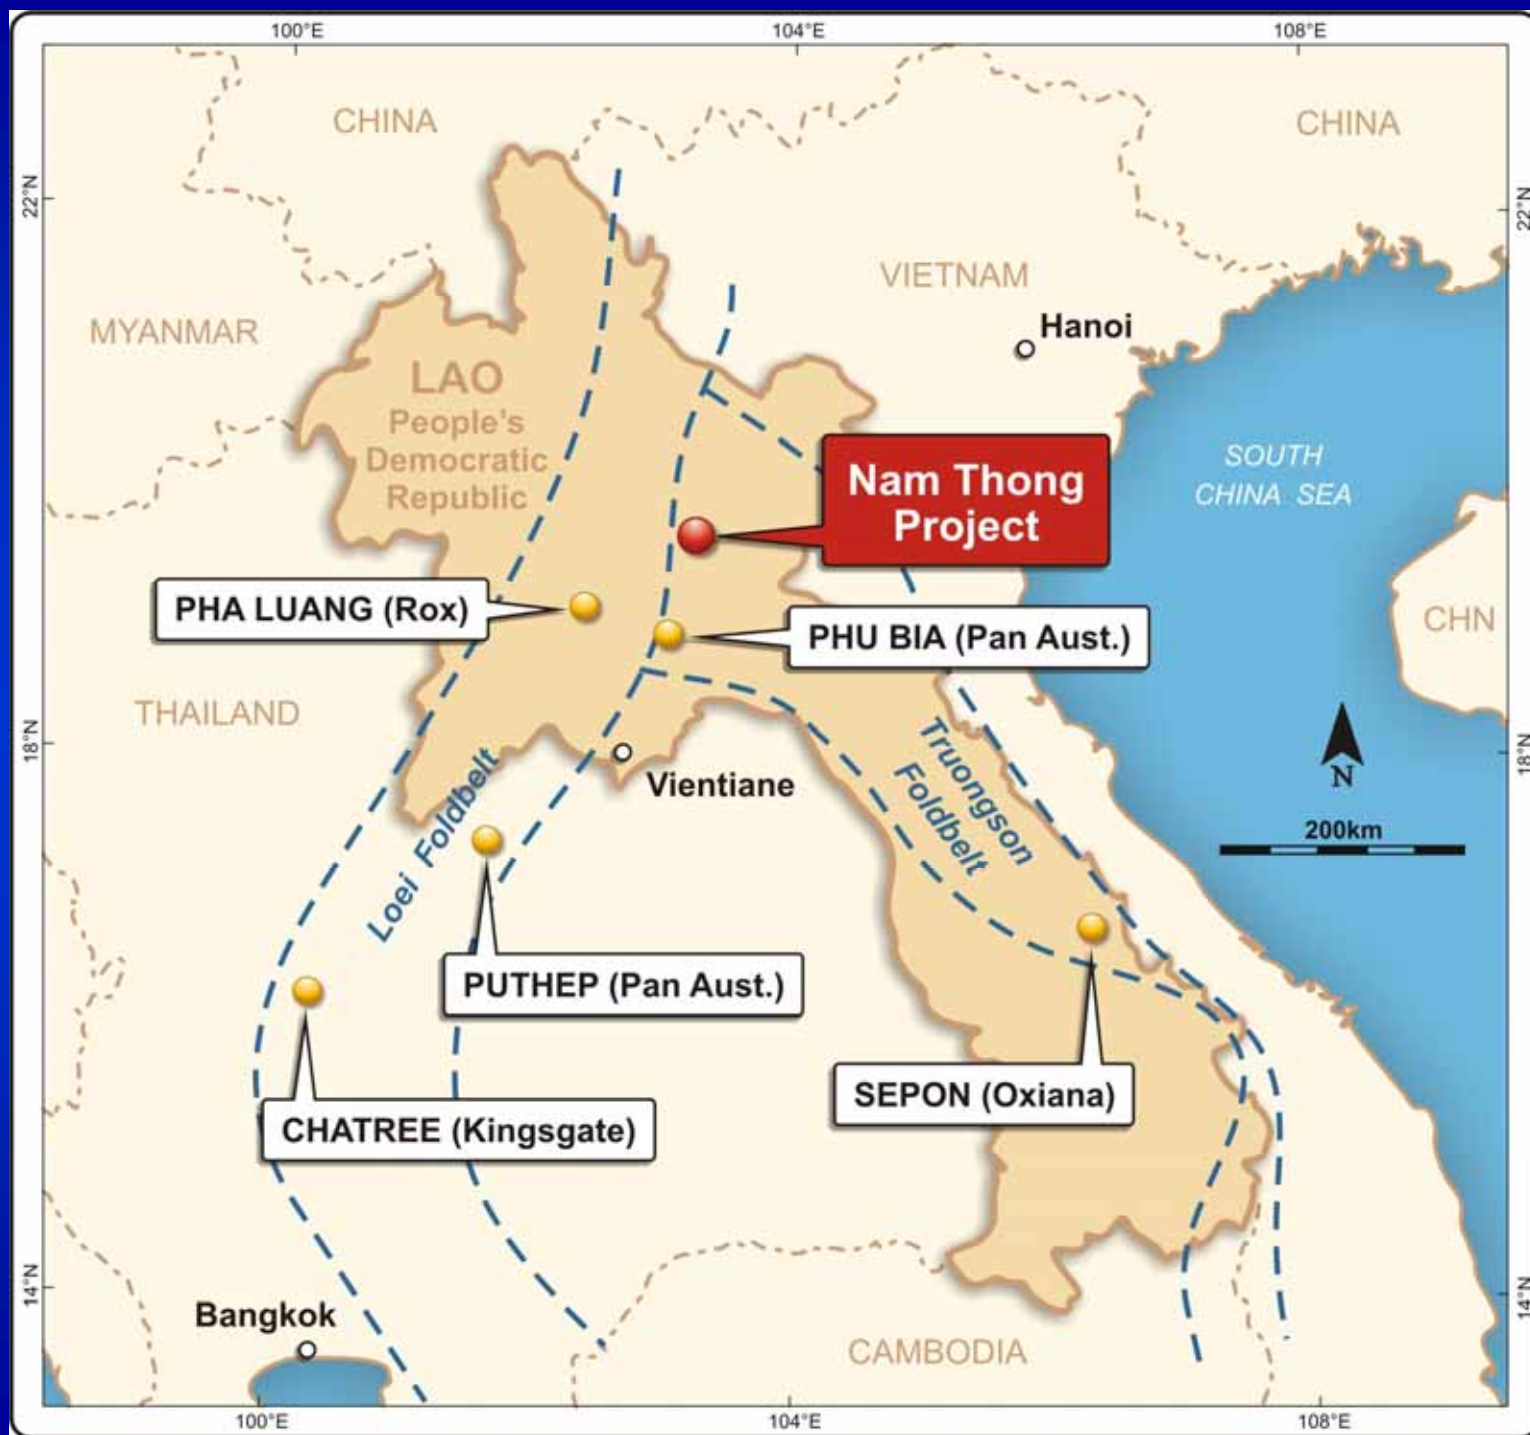 100°E
104°E
108°E
CHINA
CHINA
22°N
22°N
VIETNAM
Hanoi
MYANMAR
LAO
People's
Democratic
Republic
SOUTH
CHINA SEA
Nam Thong
Project
PHA LUANG (Rox)
PHU BIA (Pan Aust.)
CHN
THAILAND
18°N
18°N
N
Vientiane
Truongson
Foldbelt
200km
Loei Foldbelt
PUTHEP (Pan Aust.)
SEPON (Oxiana)
CHATREE (Kingsgate)
14°N
14°N
Bangkok
CAMBODIA
100°E
104°E
108°E